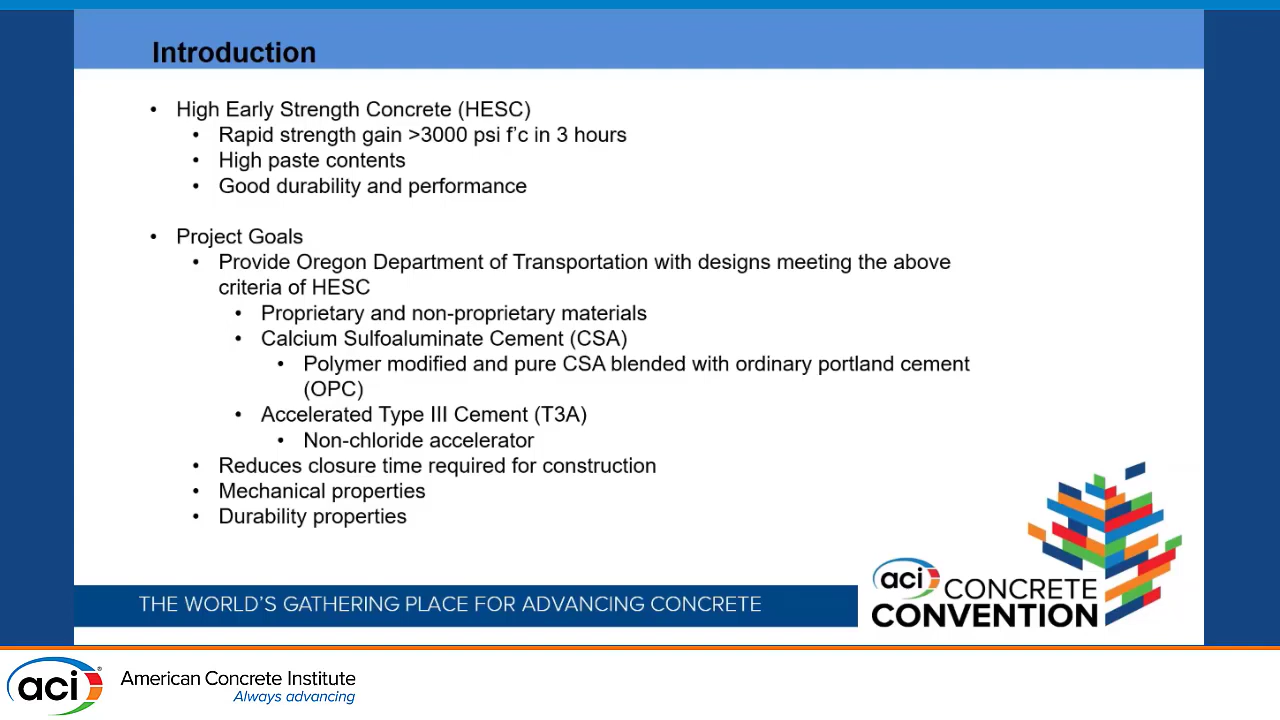 Introduction
• High Early Strength Concrete (HESC)
• Rapid strength gain >3000 psi f'c in 3 hours
• High paste contents
• Good durability and performance
• Project Goals
• Provide Oregon Department of Transportation with designs meeting the above
criteria of HESC
• Proprietary and non-proprietary materials
• Calcium Sulfoaluminate Cement (CSA)
• Polymer modified and pure CSA blended with ordinary portland cement
(OPC)
• Accelerated Type III Cement (T3A)
• Non-chloride accelerator
• Reduces closure time required for construction
• Mechanical properties
• Durability properties
THE WORLD'S GATHERING PLACE FOR ADVANCING CONCRETE
aci CONCRETE
CONVENTION
aci®
American Concrete Institute
Always advancing